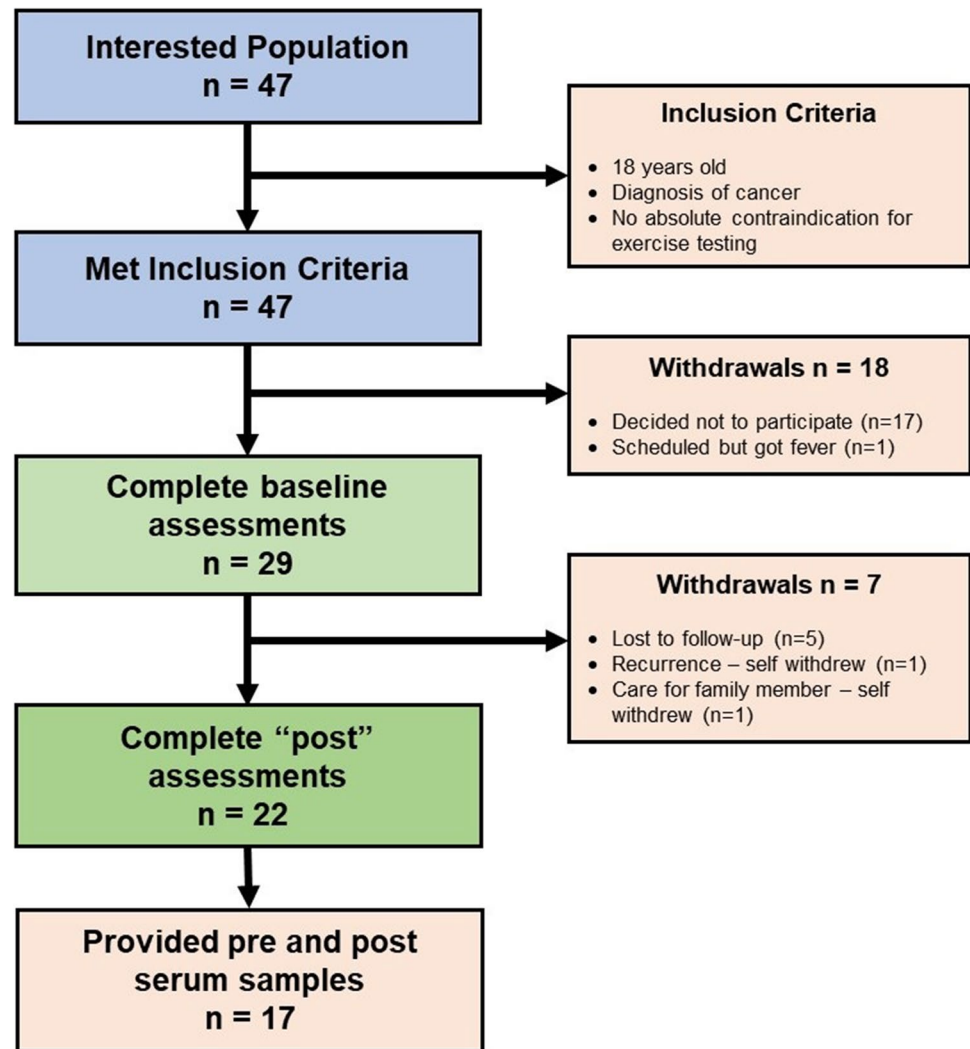 Interested Population
n = 47
Inclusion Criteria
• 18 years old
• Diagnosis of cancer
• No absolute contraindication for
exercise testing
Met Inclusion Criteria
n = 47
Withdrawals n = 18
• Decided not to participate (n=17)
• Scheduled but got fever (n=1)
Complete baseline
assessments
n = 29
Withdrawals n = 7
• Lost to follow-up (n=5)
• Recurrence – self withdrew (n=1)
• Care for family member – self
withdrew (n=1)
Complete “post”
assessments
n = 22
Provided pre and post
serum samples
n = 17